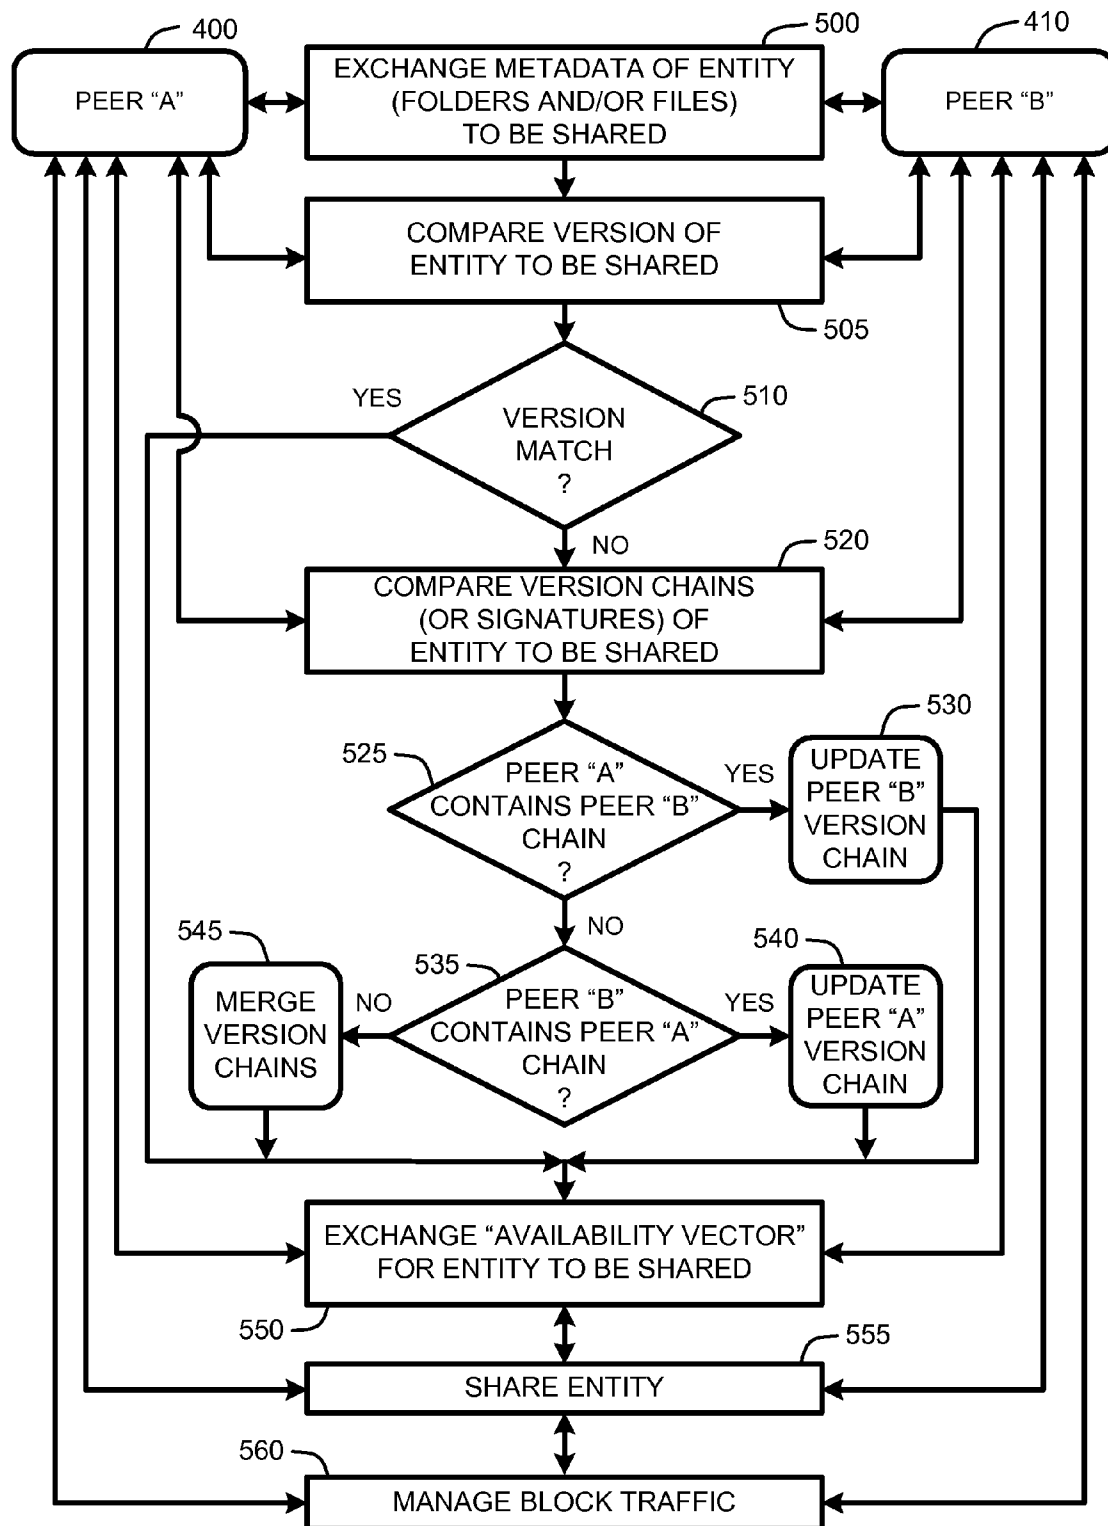 400
500
410
PEER “A”
EXCHANGE METADATA OF ENTITY
(FOLDERS AND/OR FILES)
TO BE SHARED
PEER “B”
COMPARE VERSION OF
ENTITY TO BE SHARED
505
YES
510
VERSION
MATCH
?
NO
520
COMPARE VERSION CHAINS
(OR SIGNATURES) OF
ENTITY TO BE SHARED
525
PEER “A”
CONTAINS PEER “B”
CHAIN
?
YES
530
UPDATE
PEER “B”
VERSION
CHAIN
NO
545
MERGE
VERSION
CHAINS
NO
535
PEER “B”
CONTAINS PEER “A”
CHAIN
?
YES
540
UPDATE
PEER “A”
VERSION
CHAIN
EXCHANGE “AVAILABILITY VECTOR”
FOR ENTITY TO BE SHARED
550
555
SHARE ENTITY
560
MANAGE BLOCK TRAFFIC